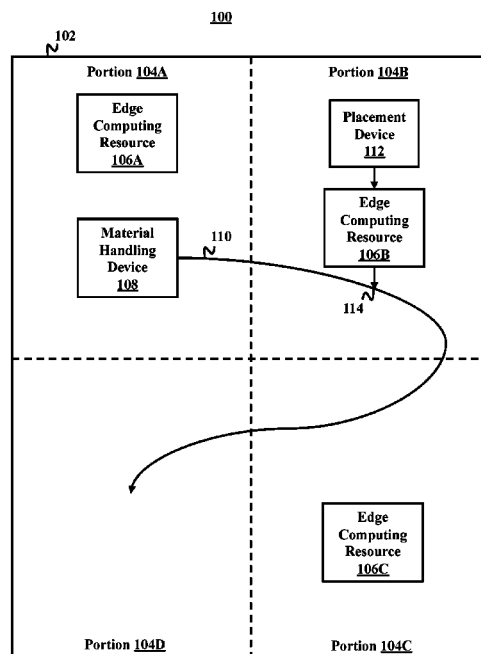 100
102
Portion 104A
Portion 104B
Edge
Computing
Resource
106A
Placement
Device
112
Material
Handling
Device
108
110
Edge
Computing
Resource
106B
114
Edge
Computing
Resource
106C
Portion 104D
Portion 104C